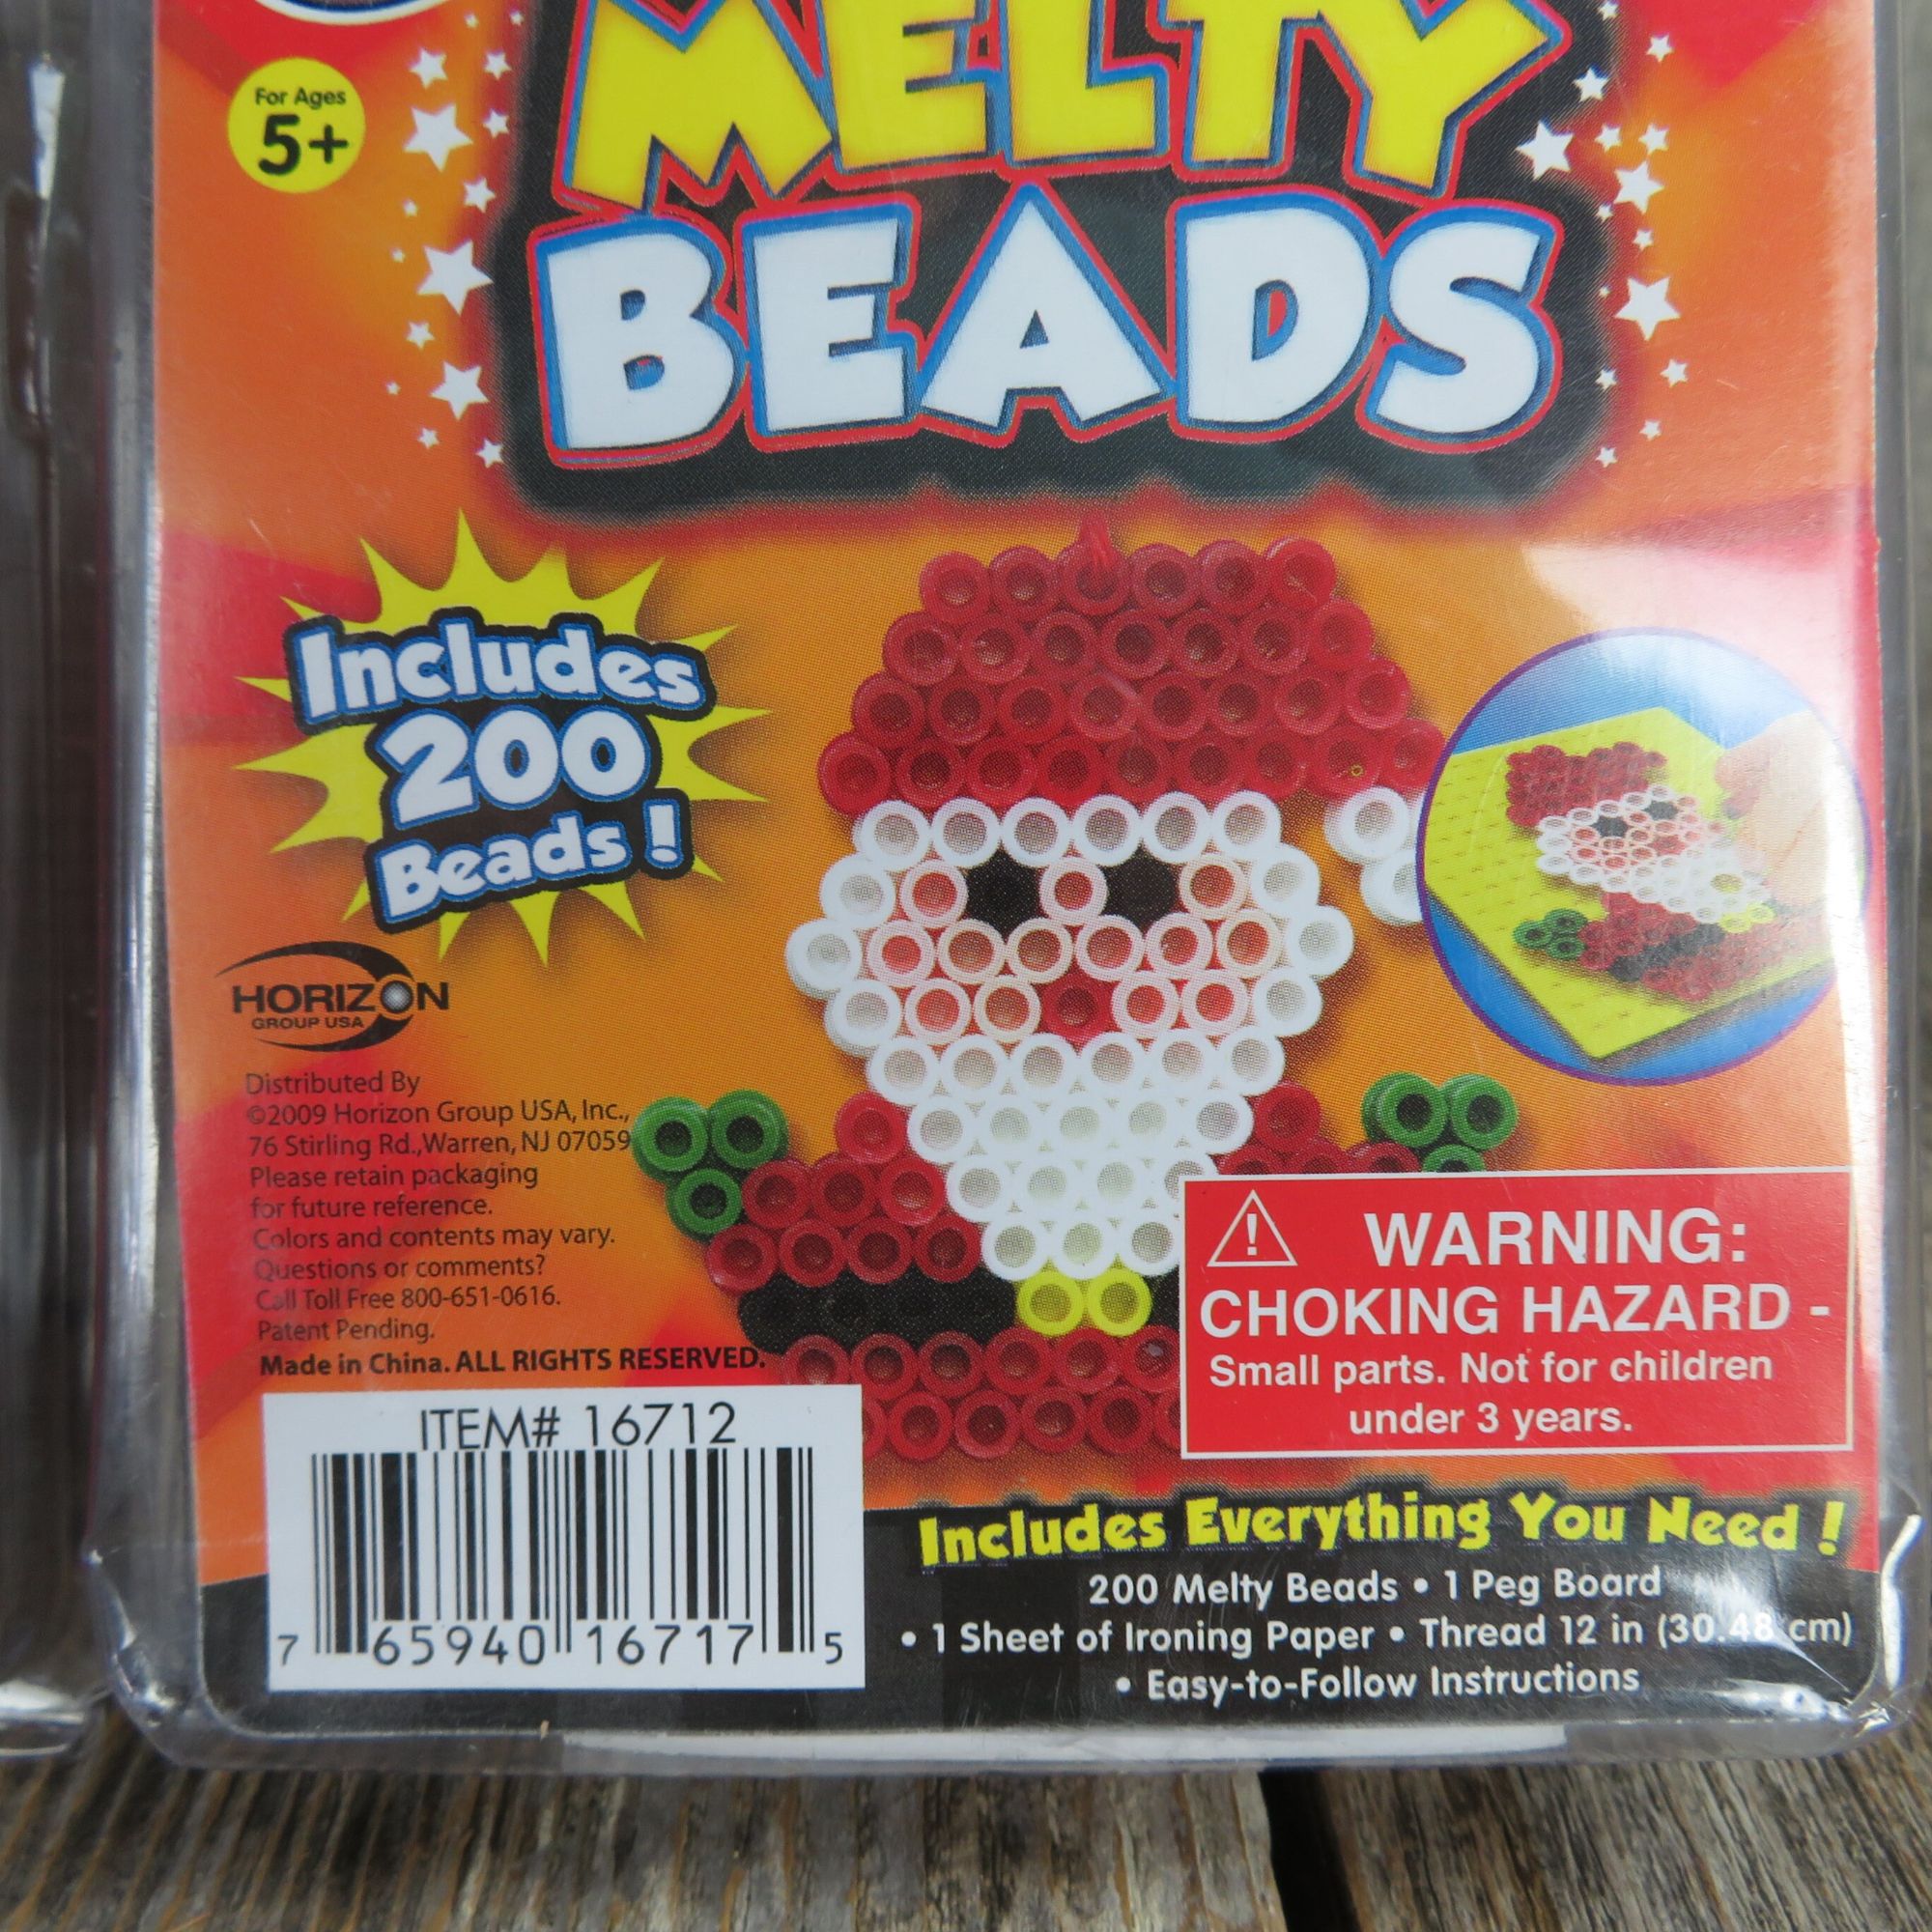 For Ages
5+
MELTY
BEADS
Includes
200
Beads!
HORIZON
GROUP USA
Distributed By
©2009 Horizon Group USA, Inc.,
76 Stirling Rd.,Warren, NJ 07059
Please retain packaging
for future reference.
Colors and contents may vary.
Questions or comments?
Call Toll Free 800-651-0616.
Patent Pending.
Made in China. ALL RIGHTS RESERVED.
ITEM# 16712
7 65940 16717 5
WARNING:
CHOKING HAZARD -
Small parts. Not for children
under 3 years.
Includes Everything You Need!
200 Melty Beads • 1 Peg Board
• 1 Sheet of Ironing Paper • Thread 12 in (30.48 cm)
• Easy-to-Follow Instructions